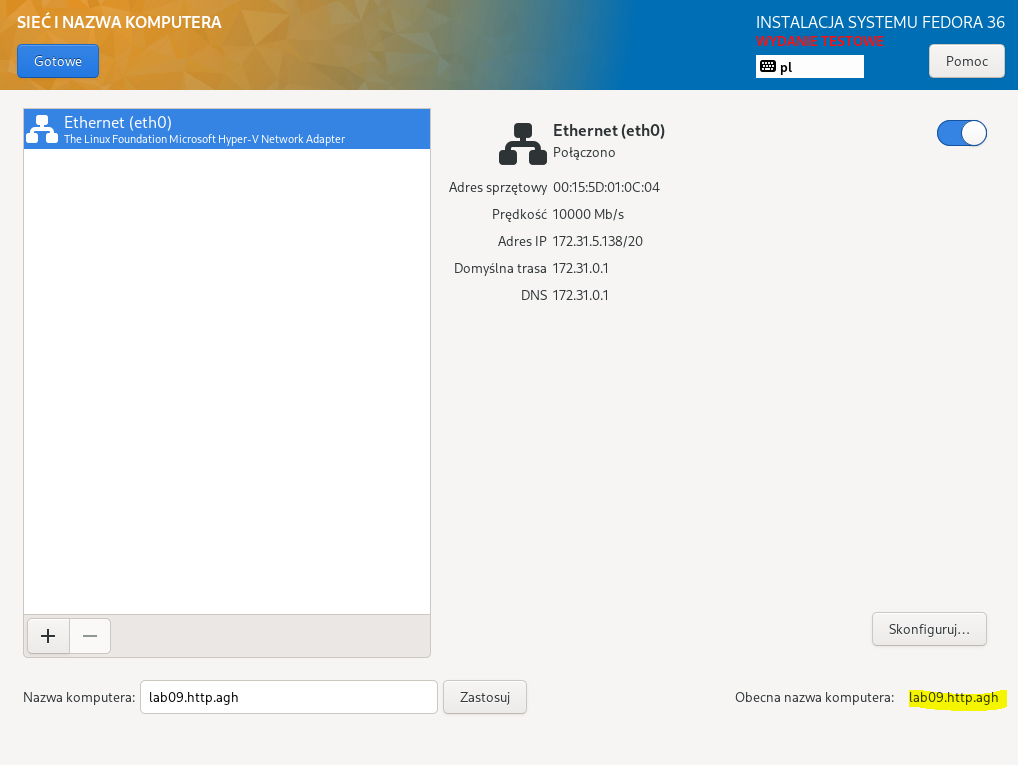 SIEĆ I NAZWA KOMPUTERA
INSTALACJA SYSTEMU FEDORA 36
WYDANIE TESTOWE
Gotowe
pl
Pomoc
Ethernet (eth0)
The Linux Foundation Microsoft Hyper-V Network Adapter
Ethernet (eth0)
Połączono
Adres sprzętowy 00:15:5D:01:0C:04
Prędkość 10000 Mb/s
Adres IP 172.31.5.138/20
Domyślna trasa 172.31.0.1
DNS 172.31.0.1
Skonfiguruj…
Nazwa komputera: lab09.http.agh Zastosuj Obecna nazwa komputera: lab09.http.agh